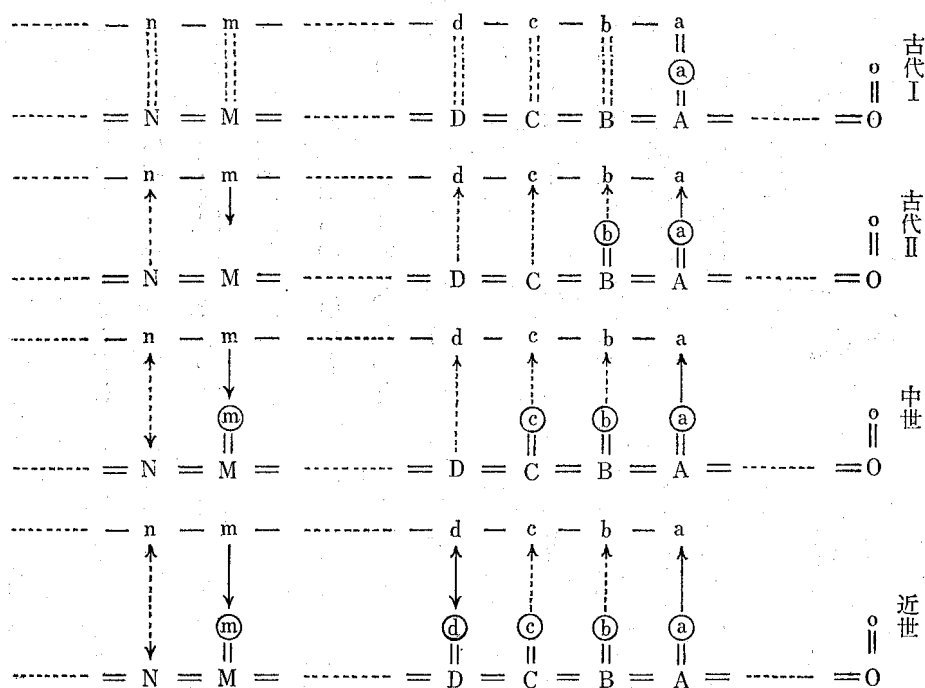 n m d c b a
ⓐ o
N M D C B A O
古代I
n m d c b a
ⓑ ⓐ o
N M D C B A O
古代II
n m d c b a
ⓜ ⓒ ⓑ ⓐ o
N M D C B A O
中世
n m d c b a
ⓜ ⓓ ⓒ ⓑ ⓐ o
N M D C B A O
近世